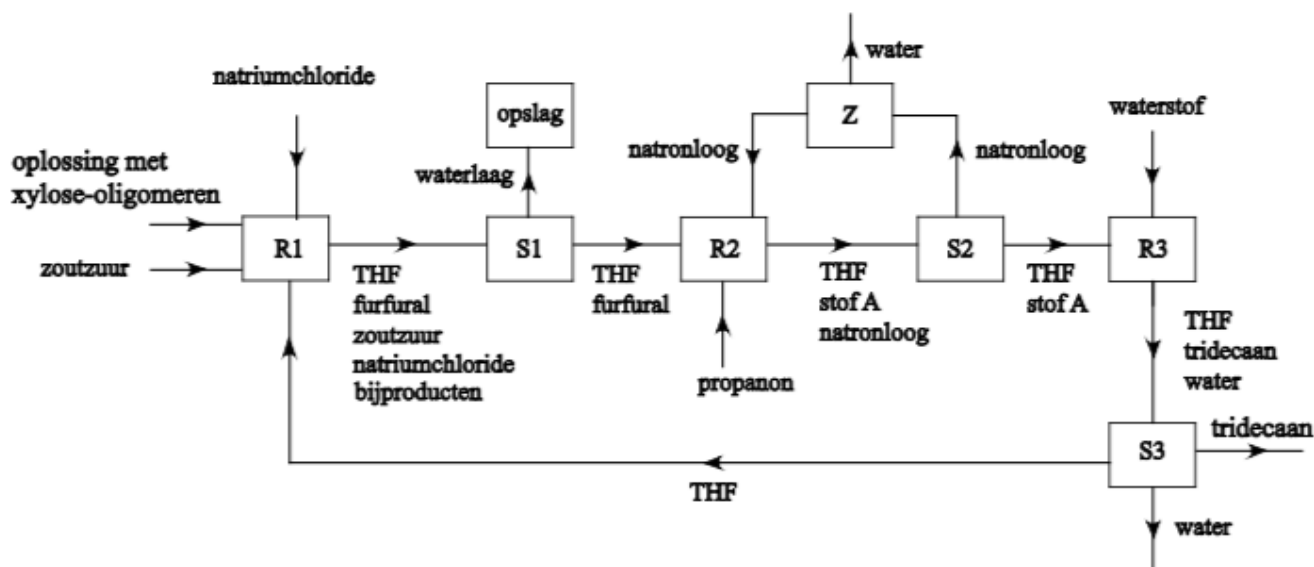 water
natriumchloride
opslag
Z
waterstof
oplossing met
xylose-oligomeren
waterlaag
natronloog
natronloog
zoutzuur
R1
S1
R2
S2
R3
THF
furfural
zoutzuur
natriumchloride
bijproducten
THF
furfural
THF
stof A
natronloog
THF
stof A
propanon
THF
tridecaan
water
S3
tridecaan
THF
water